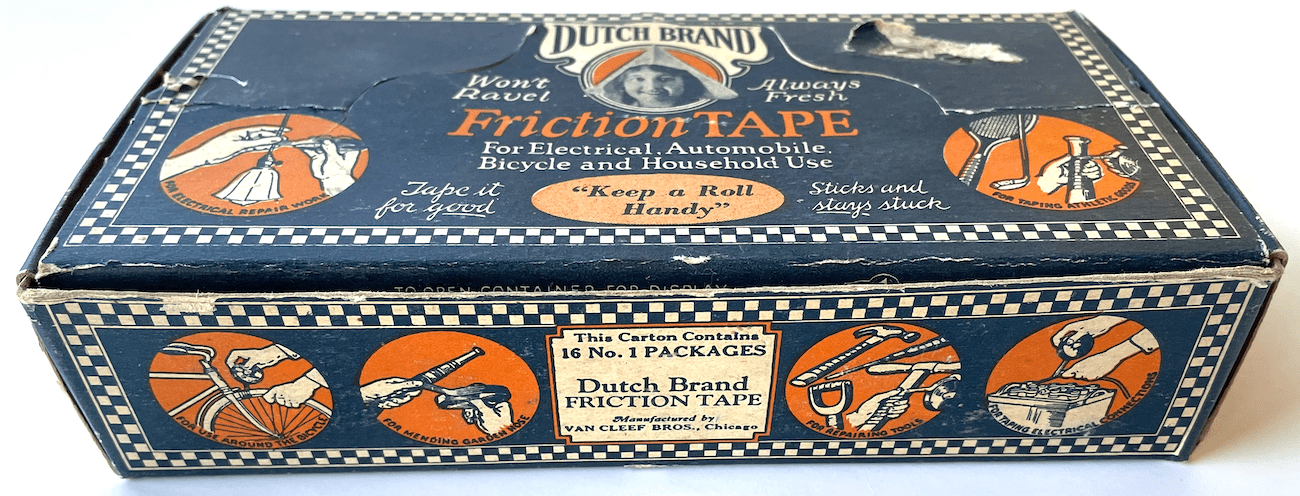 DUTCH BRAND
Won't
Ravel
Always
Fresh
Friction TAPE
For Electrical, Automobile,
Bicycle and Household Use
Tape it
for good
"Keep a Roll
Handy"
Sticks and
stays stuck
FOR ELECTRICAL REPAIR WORK
FOR TAPING ATHLETIC GOODS
TO OPEN CONTAINER FOR DISPLAY
FOR USE AROUND THE BICYCLE
FOR MENDING GARDEN HOSE
This Carton Contains
16 No. 1 PACKAGES
Dutch Brand
FRICTION TAPE
Manufactured by
VAN CLEEF BROS., Chicago
FOR REPAIRING TOOLS
FOR TAPING ELECTRICAL CONNECTIONS